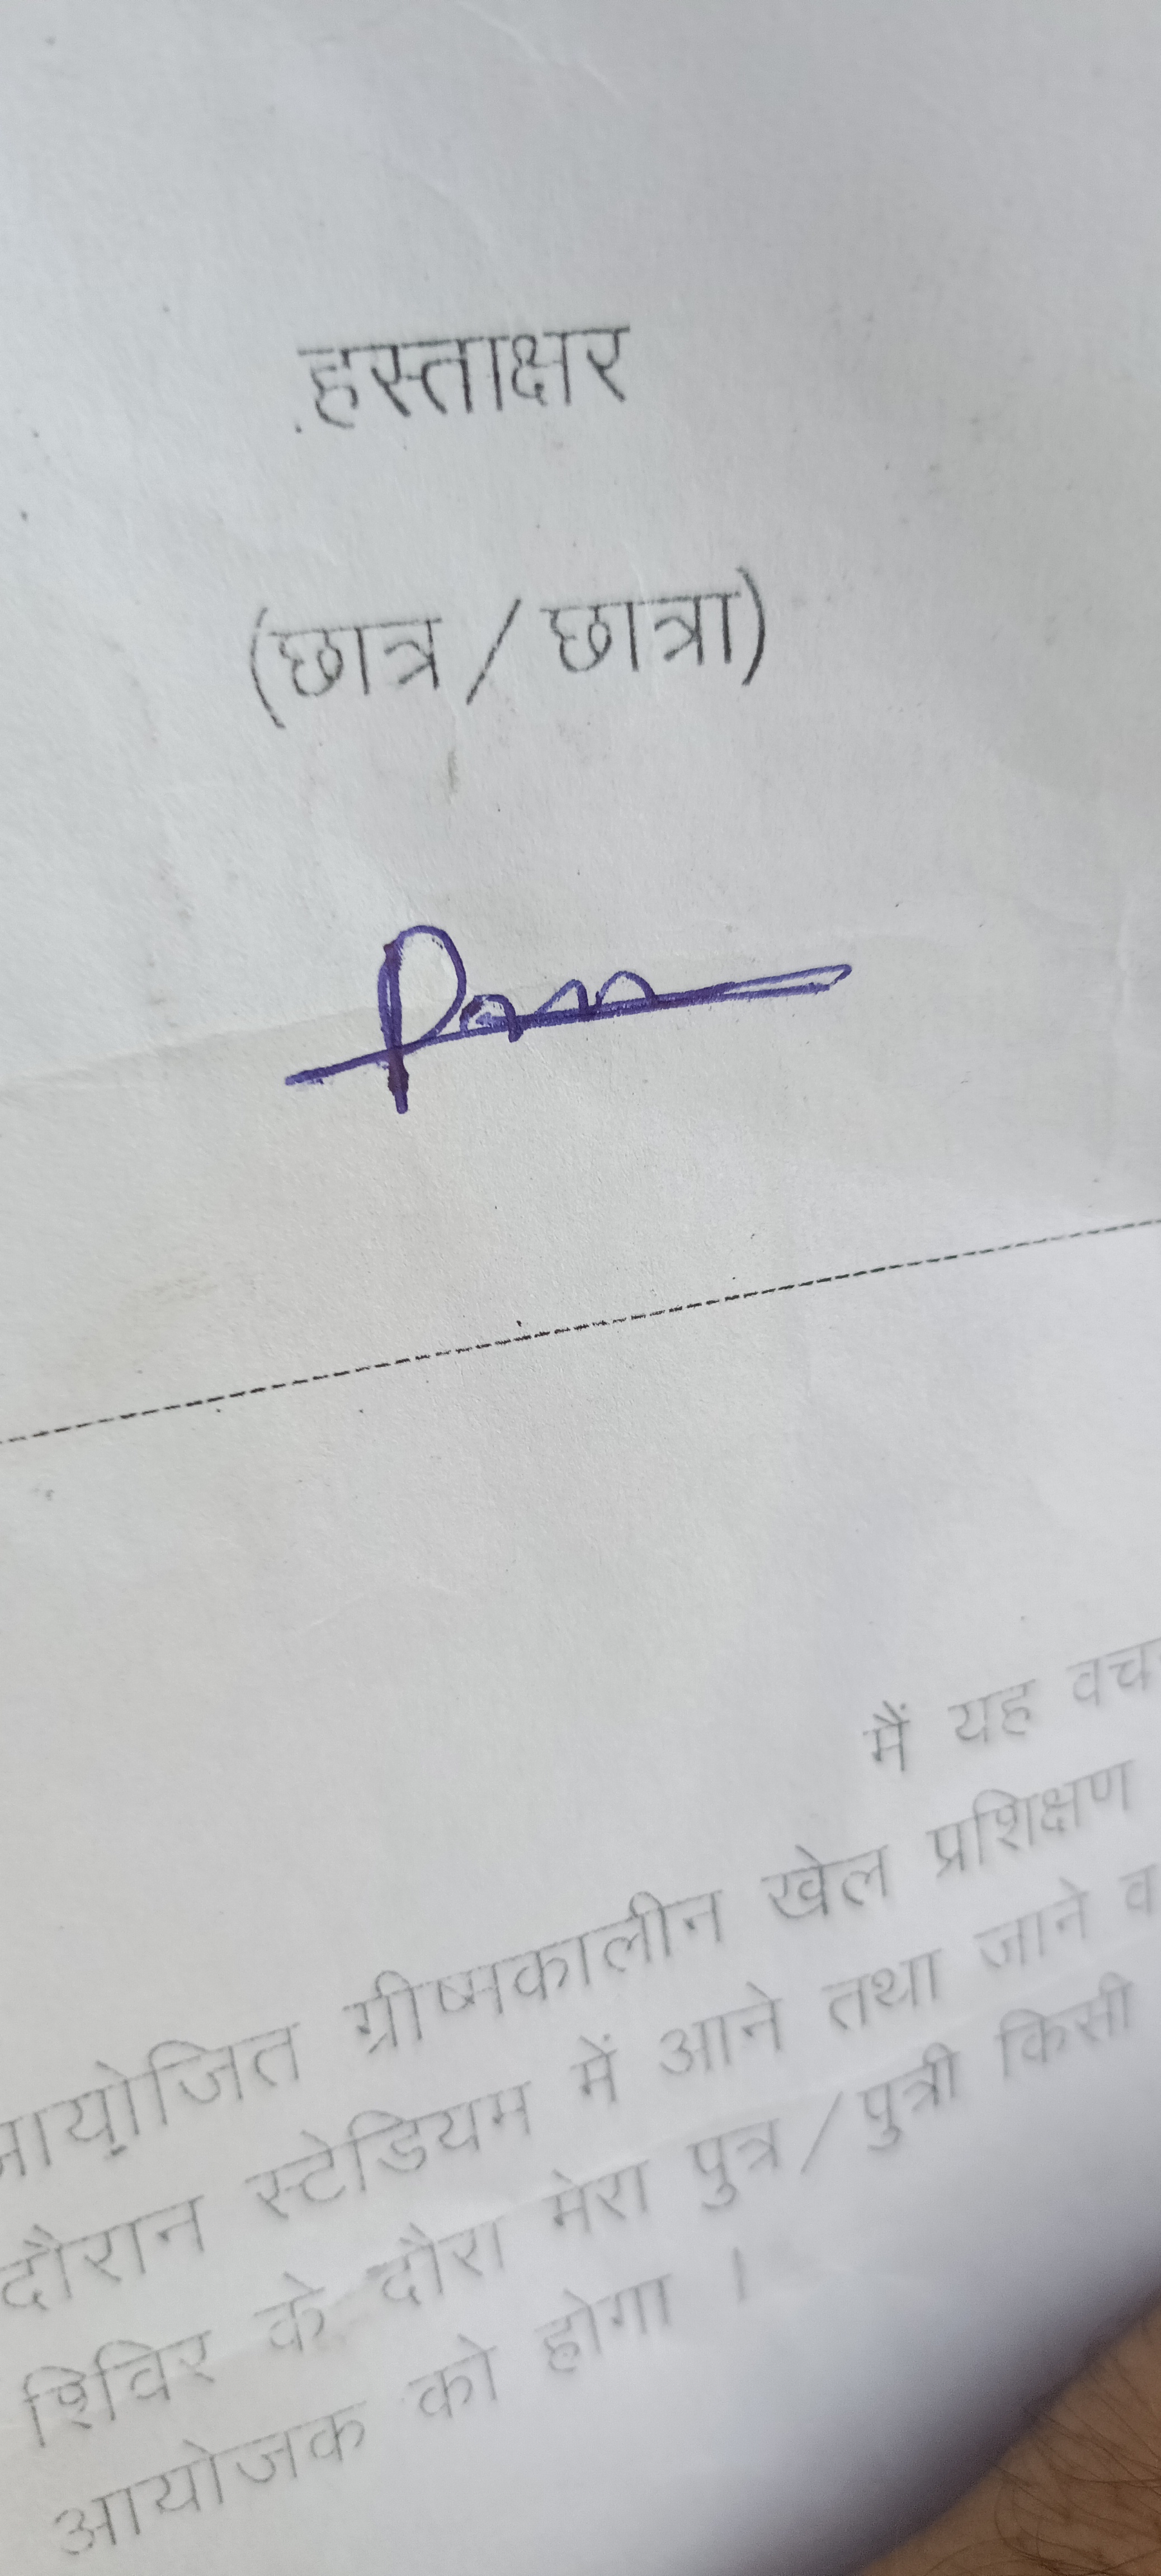 हस्ताक्षर
(छात्र / छात्रा)
मैं यह
आयोजित ग्रीष्मकालीन खेल प्रशिक्षण
दौरान स्टेडियम में आने तथा जाने
शिविर के दौरा मेरा पुत्र / पुत्री किसी
आयोजक को होगा ।